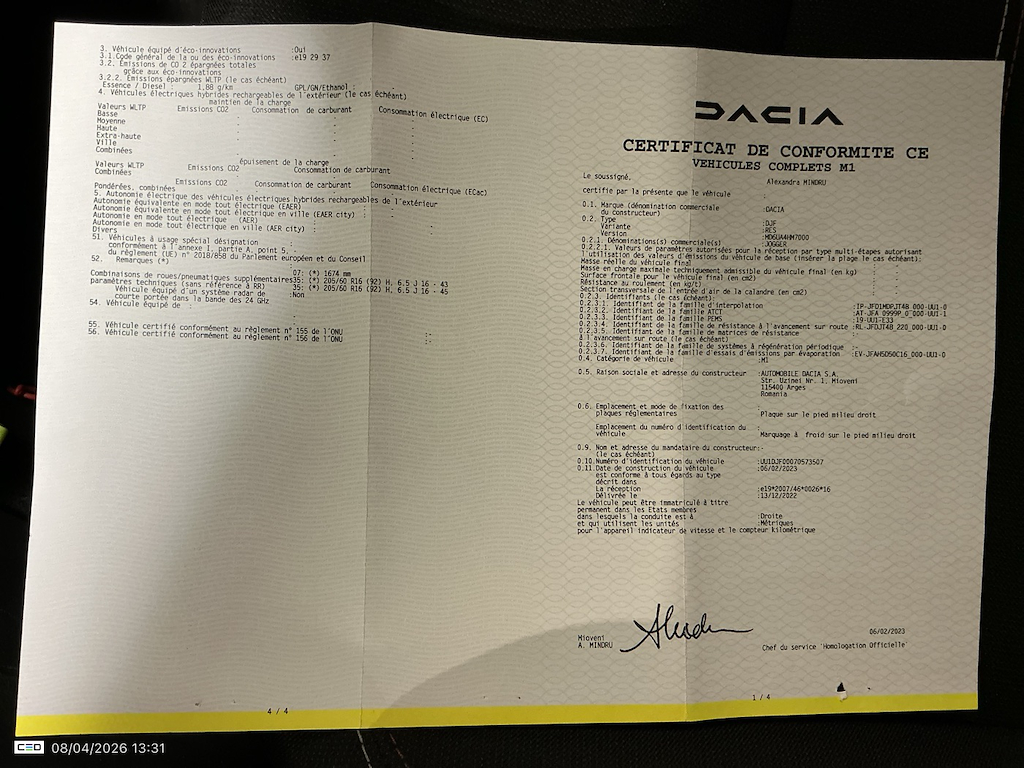 3. Véhicule équipé d'éco-innovations :Oui
3.1.Code général de la ou des éco-innovations :e19 29 37
3.2. Emissions de CO 2 épargnées totales
grâce aux éco-innovations
3.2.2. Emissions épargnées WLTP (le cas échéant)
Essence / Diesel : 1,88 g/km GPL/GN/Ethanol : -
4. Véhicules électriques hybrides rechargeables de l'extérieur (le cas échéant)
maintien de la charge
Valeurs WLTP Emissions CO2 Consommation de carburant Consommation électrique (EC)
Basse
Moyenne
Haute
Extra-haute
Ville
Combinées
épuisement de la charge
Valeurs WLTP Emissions CO2 Consommation de carburant
Combinées
Emissions CO2 Consommation de carburant Consommation électrique (ECac)
Pondérées, combinées
5. Autonomie électrique des véhicules électriques hybrides rechargeables de l'extérieur
Autonomie équivalente en mode tout électrique (EAER) :
Autonomie équivalente en mode tout électrique en ville (EAER city) :
Autonomie en mode tout électrique (AER) :
Autonomie en mode tout électrique en ville (AER city) :
Divers
51. Véhicules à usage spécial désignation
conformément à l'annexe I, partie A, point 5, -
du règlement (UE) n° 2018/858 du Parlement européen et du Conseil
52. Remarques (*)
07: (*) 1674 mm
Combinaisons de roues/pneumatiques supplémentaires35: (*) 205/60 R16 (92) H, 6.5 J 16 - 43
paramètres techniques (sans référence à RR) 35: (*) 205/60 R16 (92) H, 6.5 J 16 - 45
Véhicule équipé d'un système radar de :Non
courte portée dans la bande des 24 GHz
54. Véhicule équipé de :
55. Véhicule certifié conformément au règlement n° 155 de l'ONU :-
56. Véhicule certifié conformément au règlement n° 156 de l'ONU :-
4 / 4
DACIA
CERTIFICAT DE CONFORMITE CE
VEHICULES COMPLETS M1
Le soussigné, Alexandra MINDRU
certifie par la présente que le véhicule :
0.1. Marque (dénomination commerciale :DACIA
du constructeur)
0.2. Type :DJF
Variante :RES
Version :MD6UA4HM7000
0.2.1. Dénominations(s) commerciale(s) :JOGGER
0.2.2.1. Valeurs de paramètres autorisées pour la réception par type multi-étapes autorisant
l'utilisation des valeurs d'émissions du véhicule de base (insérer la plage le cas échéant):
Masse réelle du véhicule final
Masse en charge maximale techniquement admissible du véhicule final (en kg) :
Surface frontale pour le véhicule final (en cm2) :
Résistance au roulement (en kg/t) :
Section transversale de l'entrée d'air de la calandre (en cm2) :
0.2.3. Identifiants (le cas échéant):
0.2.3.1. Identifiant de la famille d'interpolation :IP-JFD1MDPJT4B_000-UU1-1
0.2.3.2. Identifiant de la famille ATCT :AT-JFA_0999P_0_000-UU1-1
0.2.3.3. Identifiant de la famille PEMS :19-UU1-E33
0.2.3.4. Identifiant de la famille de résistance à l'avancement sur route :RL-JFDJT4B_220_000-UU1-0
0.2.3.5. Identifiant de la famille de matrices de résistance
à l'avancement sur route (le cas échéant)
0.2.3.6. Identifiant de la famille de systèmes à régénération périodique :-
0.2.3.7. Identifiant de la famille d'essais d'émissions par évaporation :EV-JFAH5D50C16_000-UU1-0
0.4. Catégorie de véhicule :M1
0.5. Raison sociale et adresse du constructeur :AUTOMOBILE DACIA S.A.
Str. Uzinei Nr. 1, Mioveni
115400 Arges
Romania
0.6. Emplacement et mode de fixation des :
plaques réglementaires Plaque sur le pied milieu droit
Emplacement du numéro d'identification du :
véhicule Marquage à froid sur le pied milieu droit
0.9. Nom et adresse du mandataire du constructeur:-
(le cas échéant)
0.10.Numéro d'identification du véhicule :UU1DJF00070573507
0.11.Date de construction du véhicule :06/02/2023
est conforme à tous égards au type
décrit dans
La réception :e19*2007/46*0026*16
Délivrée le :13/12/2022
Le véhicule peut être immatriculé à titre
permanent dans les Etats membres
dans lesquels la conduite est à :Droite
et qui utilisent les unités :Métriques
pour l'appareil indicateur de vitesse et le compteur kilométrique
06/02/2023
Mioveni
A. MINDRU Chef du service 'Homologation Officielle'
1 / 4
08/04/2026 13:31